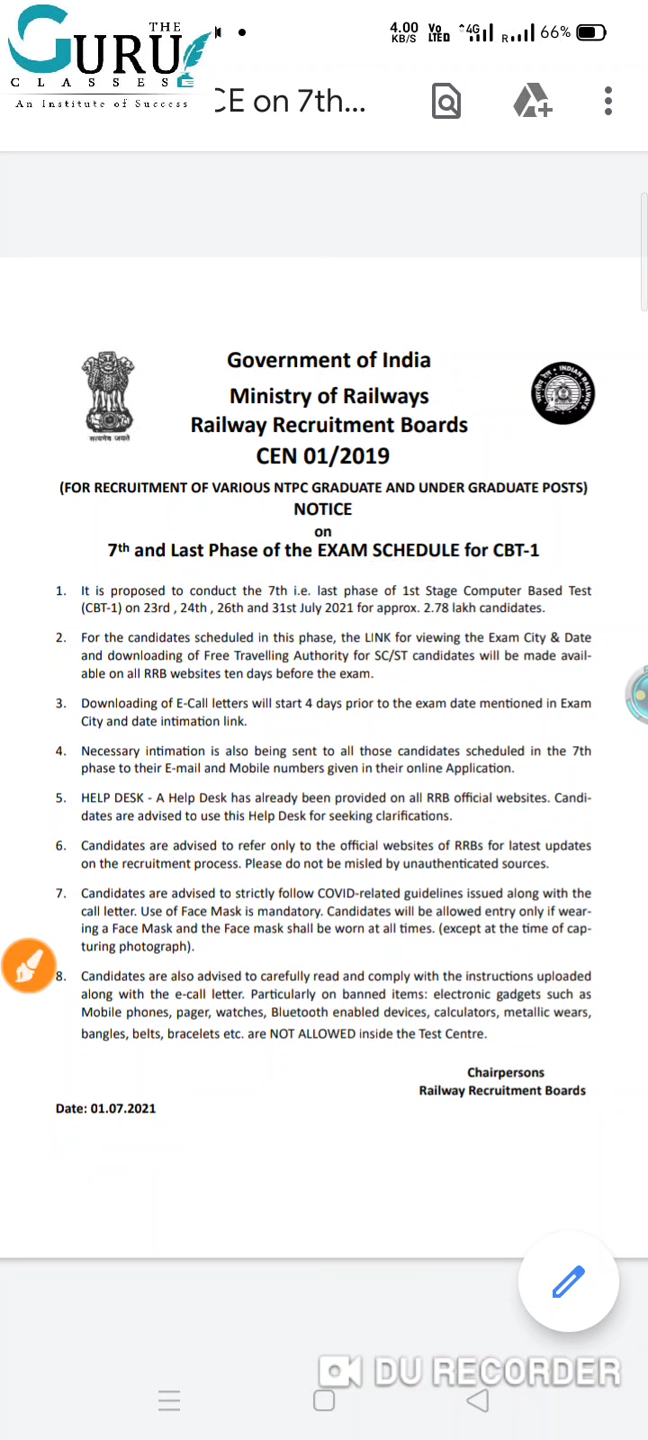 THE
GURU
CLASSES
An Institute of Success
4.00 KB/S VoLTE 4G R 66%
CE on 7th...
Government of India
Ministry of Railways
Railway Recruitment Boards
CEN 01/2019
सत्यमेव जयते
INDIAN RAILWAYS
भारतीय रेल
(FOR RECRUITMENT OF VARIOUS NTPC GRADUATE AND UNDER GRADUATE POSTS)
NOTICE
on
7th and Last Phase of the EXAM SCHEDULE for CBT-1
1. It is proposed to conduct the 7th i.e. last phase of 1st Stage Computer Based Test
(CBT-1) on 23rd , 24th , 26th and 31st July 2021 for approx. 2.78 lakh candidates.
2. For the candidates scheduled in this phase, the LINK for viewing the Exam City & Date
and downloading of Free Travelling Authority for SC/ST candidates will be made avail-
able on all RRB websites ten days before the exam.
3. Downloading of E-Call letters will start 4 days prior to the exam date mentioned in Exam
City and date intimation link.
4. Necessary intimation is also being sent to all those candidates scheduled in the 7th
phase to their E-mail and Mobile numbers given in their online Application.
5. HELP DESK - A Help Desk has already been provided on all RRB official websites. Candi-
dates are advised to use this Help Desk for seeking clarifications.
6. Candidates are advised to refer only to the official websites of RRBs for latest updates
on the recruitment process. Please do not be misled by unauthenticated sources.
7. Candidates are advised to strictly follow COVID-related guidelines issued along with the
call letter. Use of Face Mask is mandatory. Candidates will be allowed entry only if wear-
ing a Face Mask and the Face mask shall be worn at all times. (except at the time of cap-
turing photograph).
8. Candidates are also advised to carefully read and comply with the instructions uploaded
along with the e-call letter. Particularly on banned items: electronic gadgets such as
Mobile phones, pager, watches, Bluetooth enabled devices, calculators, metallic wears,
bangles, belts, bracelets etc. are NOT ALLOWED inside the Test Centre.
Chairpersons
Railway Recruitment Boards
Date: 01.07.2021
DU RECORDER